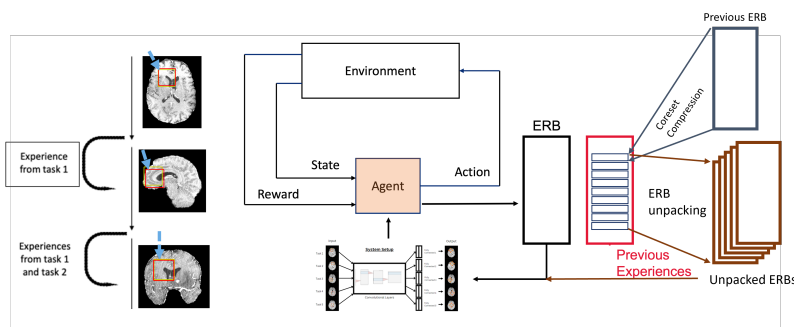 Previous ERB
Environment
Coreset
Compression
ERB
Experience
from task 1
State
Action
Agent
Reward
ERB
unpacking
Experiences
from task 1
and task 2
System Setup
Previous
Experiences
Unpacked ERBs